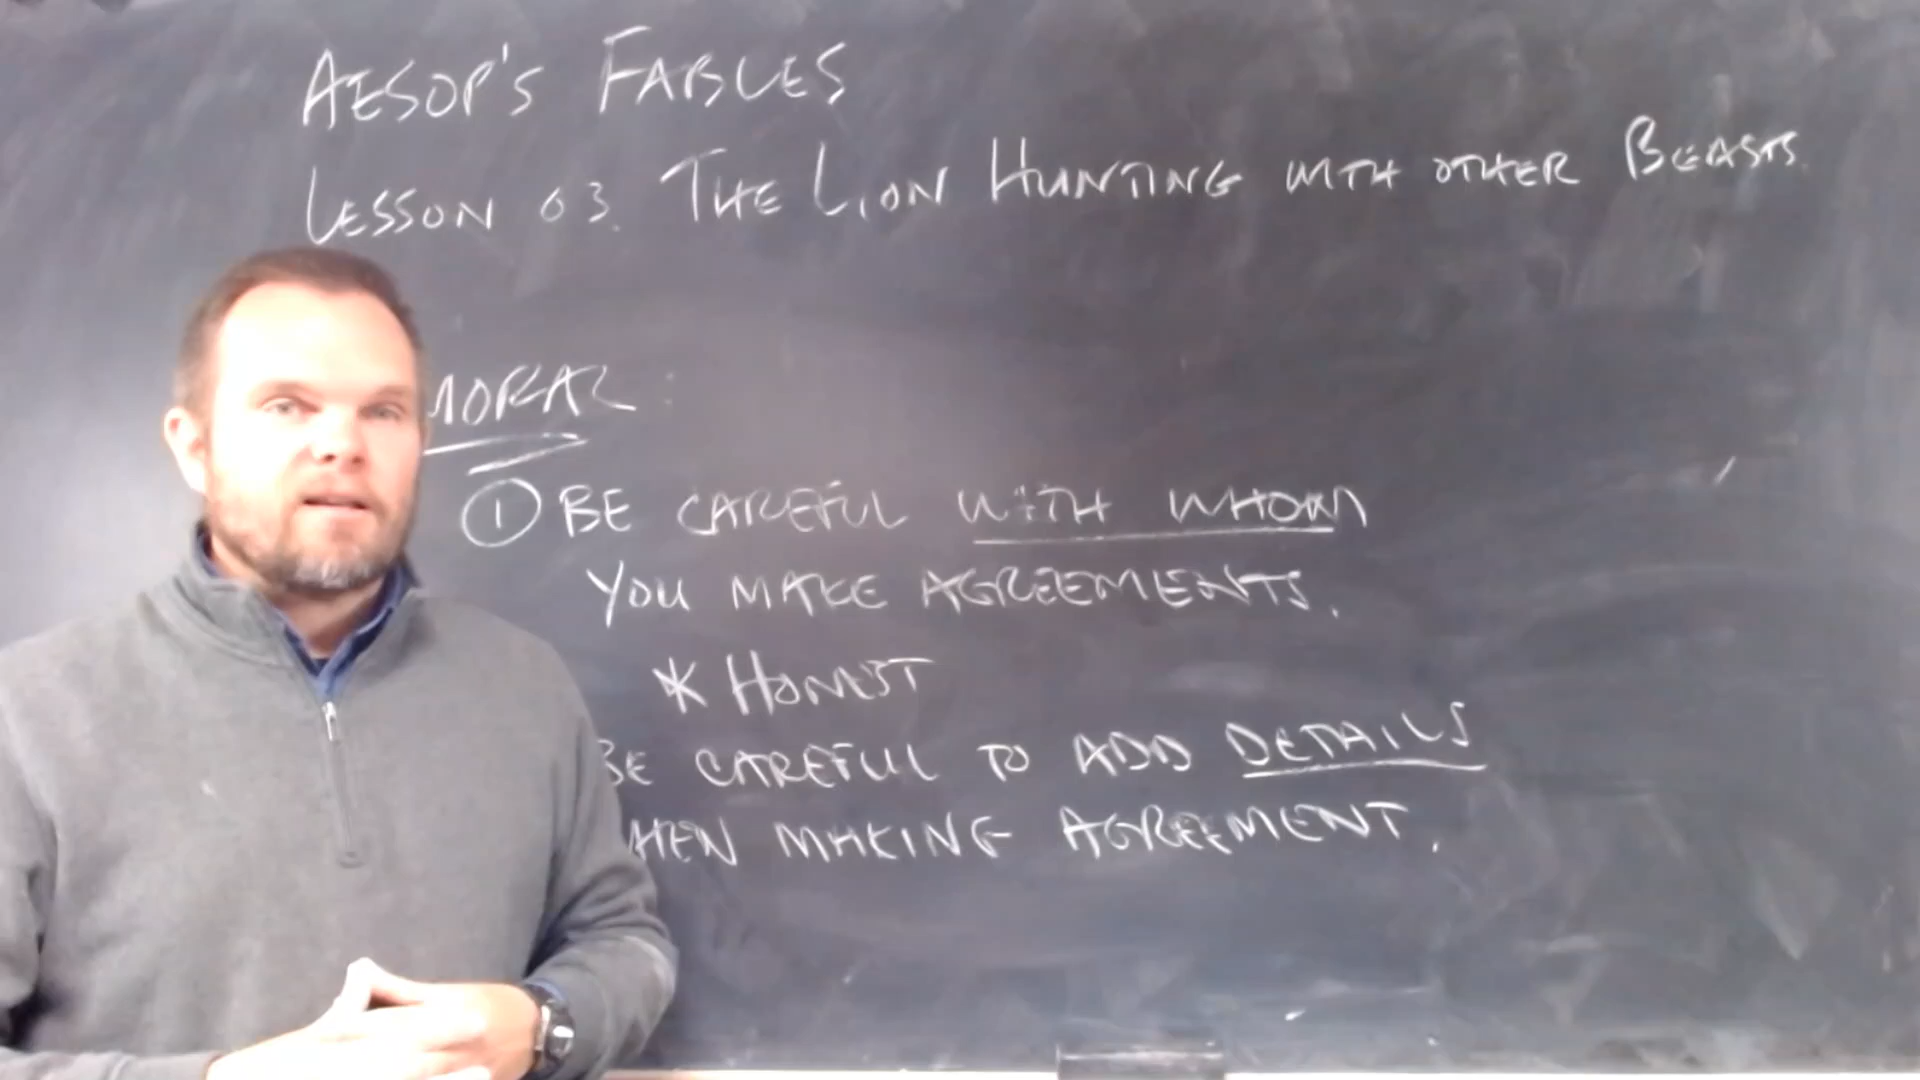 AESOP'S FABLES
LESSON 03. THE LION HUNTING WITH OTHER BEASTS.
MORAL:
1 BE CAREFUL WITH WHOM
YOU MAKE AGREEMENTS.
* HONEST
BE CAREFUL TO ADD DETAILS
WHEN MAKING AGREEMENT.